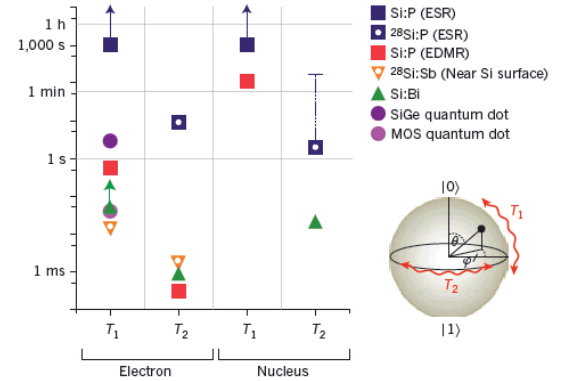 1 h
1,000 s
1 min
1 s
1 ms
T₁
T₂
T₁
T₂
Electron
Nucleus
Si:P (ESR)
²⁸Si:P (ESR)
Si:P (EDMR)
²⁸Si:Sb (Near Si surface)
Si:Bi
SiGe quantum dot
MOS quantum dot
|0⟩
T₁
θ
φ
T₂
|1⟩